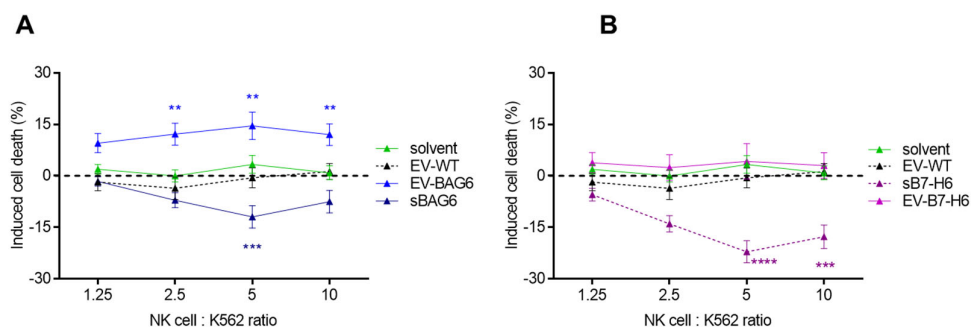 A
Induced cell death (%)
30
15
0
-15
-30
** ** **
***
1.25 2.5 5 10
NK cell : K562 ratio
solvent
EV-WT
EV-BAG6
sBAG6
B
Induced cell death (%)
30
15
0
-15
-30
**** ***
1.25 2.5 5 10
NK cell : K562 ratio
solvent
EV-WT
sB7-H6
EV-B7-H6